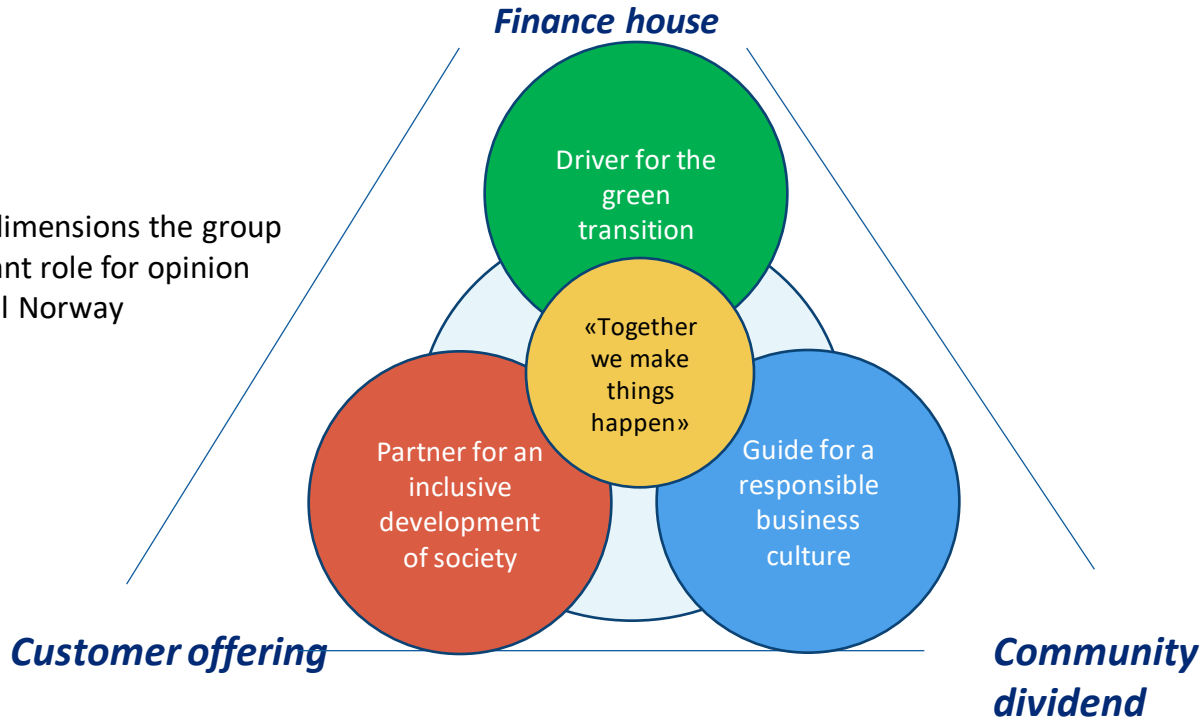 Finance house
Driver for the
green
transition
dimensions the group
ant role for opinion
l Norway
«Together
we make
things
happen»
Partner for an
inclusive
development
of society
Guide for a
responsible
business
culture
Customer offering
Community
dividend